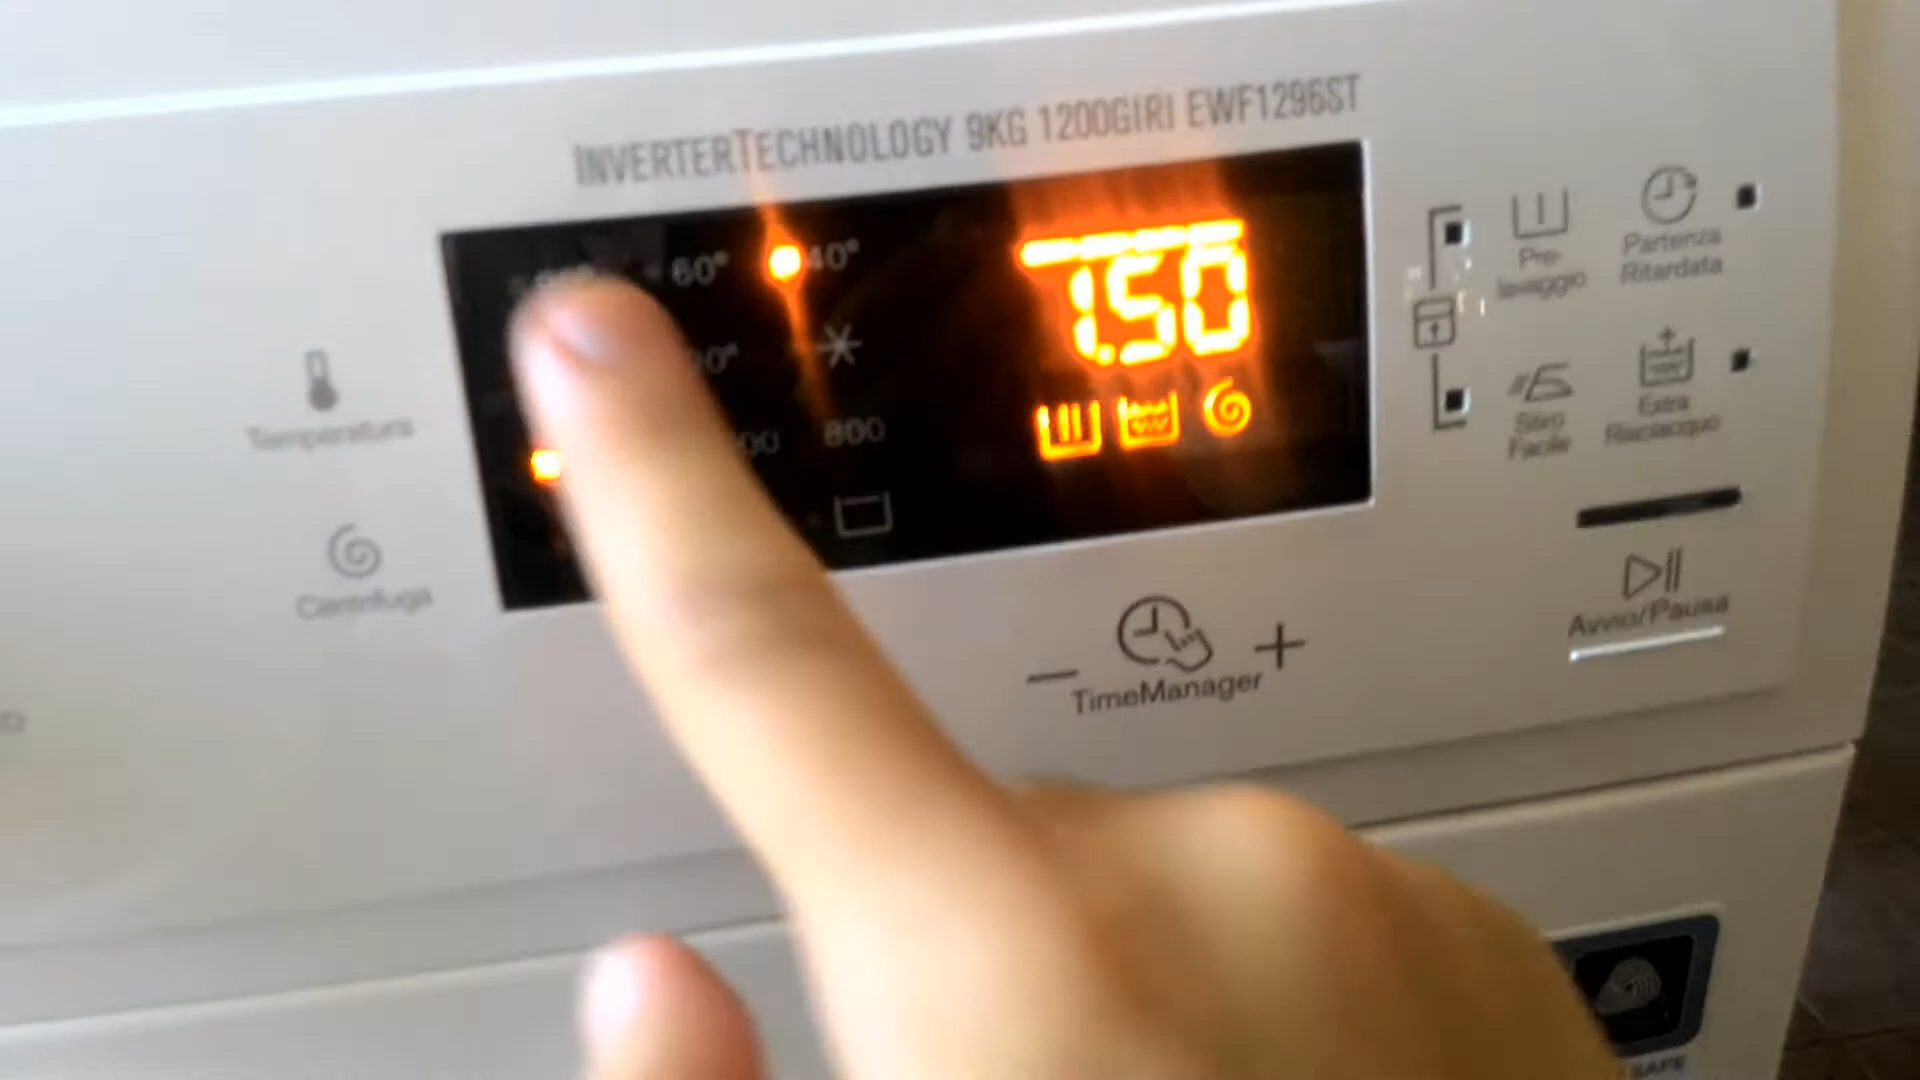 INVERTERTECHNOLOGY 9KG 1200GIRI EWF1296ST
60° 40°
1.50
800
Temperatura
Centrifuga
Pre-
lavaggio
Partenza
Ritardata
Stiro
Facile
Extra
Risciacquo
Avvio/Pausa
TimeManager
SAFE